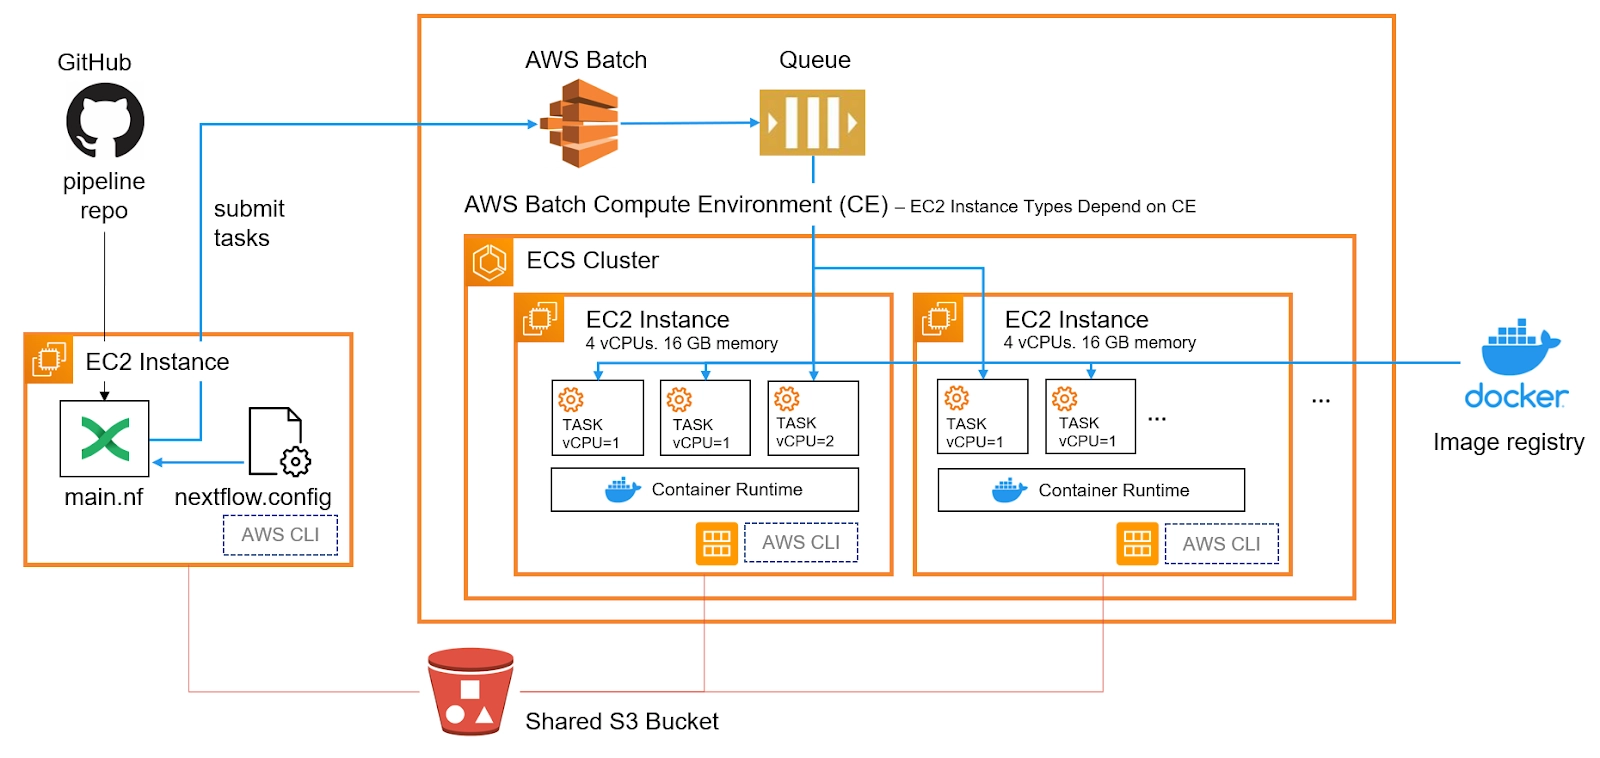 GitHub
pipeline
repo
submit
tasks
EC2 Instance
main.nf
nextflow.config
AWS CLI
AWS Batch
Queue
AWS Batch Compute Environment (CE) – EC2 Instance Types Depend on CE
ECS Cluster
EC2 Instance
4 vCPUs. 16 GB memory
TASK
vCPU=1
TASK
vCPU=1
TASK
vCPU=2
Container Runtime
AWS CLI
EC2 Instance
4 vCPUs. 16 GB memory
TASK
vCPU=1
TASK
vCPU=1
...
Container Runtime
AWS CLI
...
docker
Image registry
Shared S3 Bucket